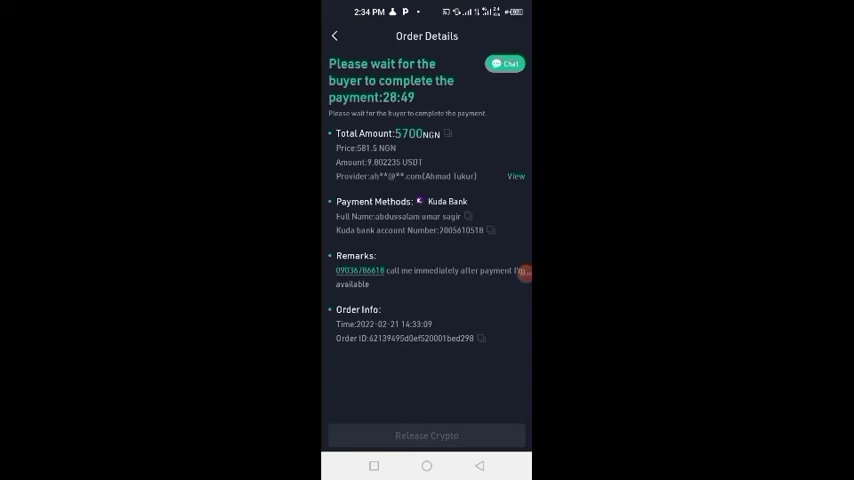 2:34 PM
Order Details
Please wait for the
buyer to complete the
payment:28:49
Chat
Please wait for the buyer to complete the payment.
Total Amount:5700NGN
Price:581.5 NGN
Amount:9.802235 USDT
Provider:ah**@**.com(Ahmad Tukur)
View
Payment Methods: Kuda Bank
Full Name:abdussalam umar sagir
Kuda bank account Number:2005610518
Remarks:
09036786618 call me immediately after payment I'm
available
Order Info:
Time:2022-02-21 14:33:09
Order ID:62139495d0ef520001bed298
Release Crypto